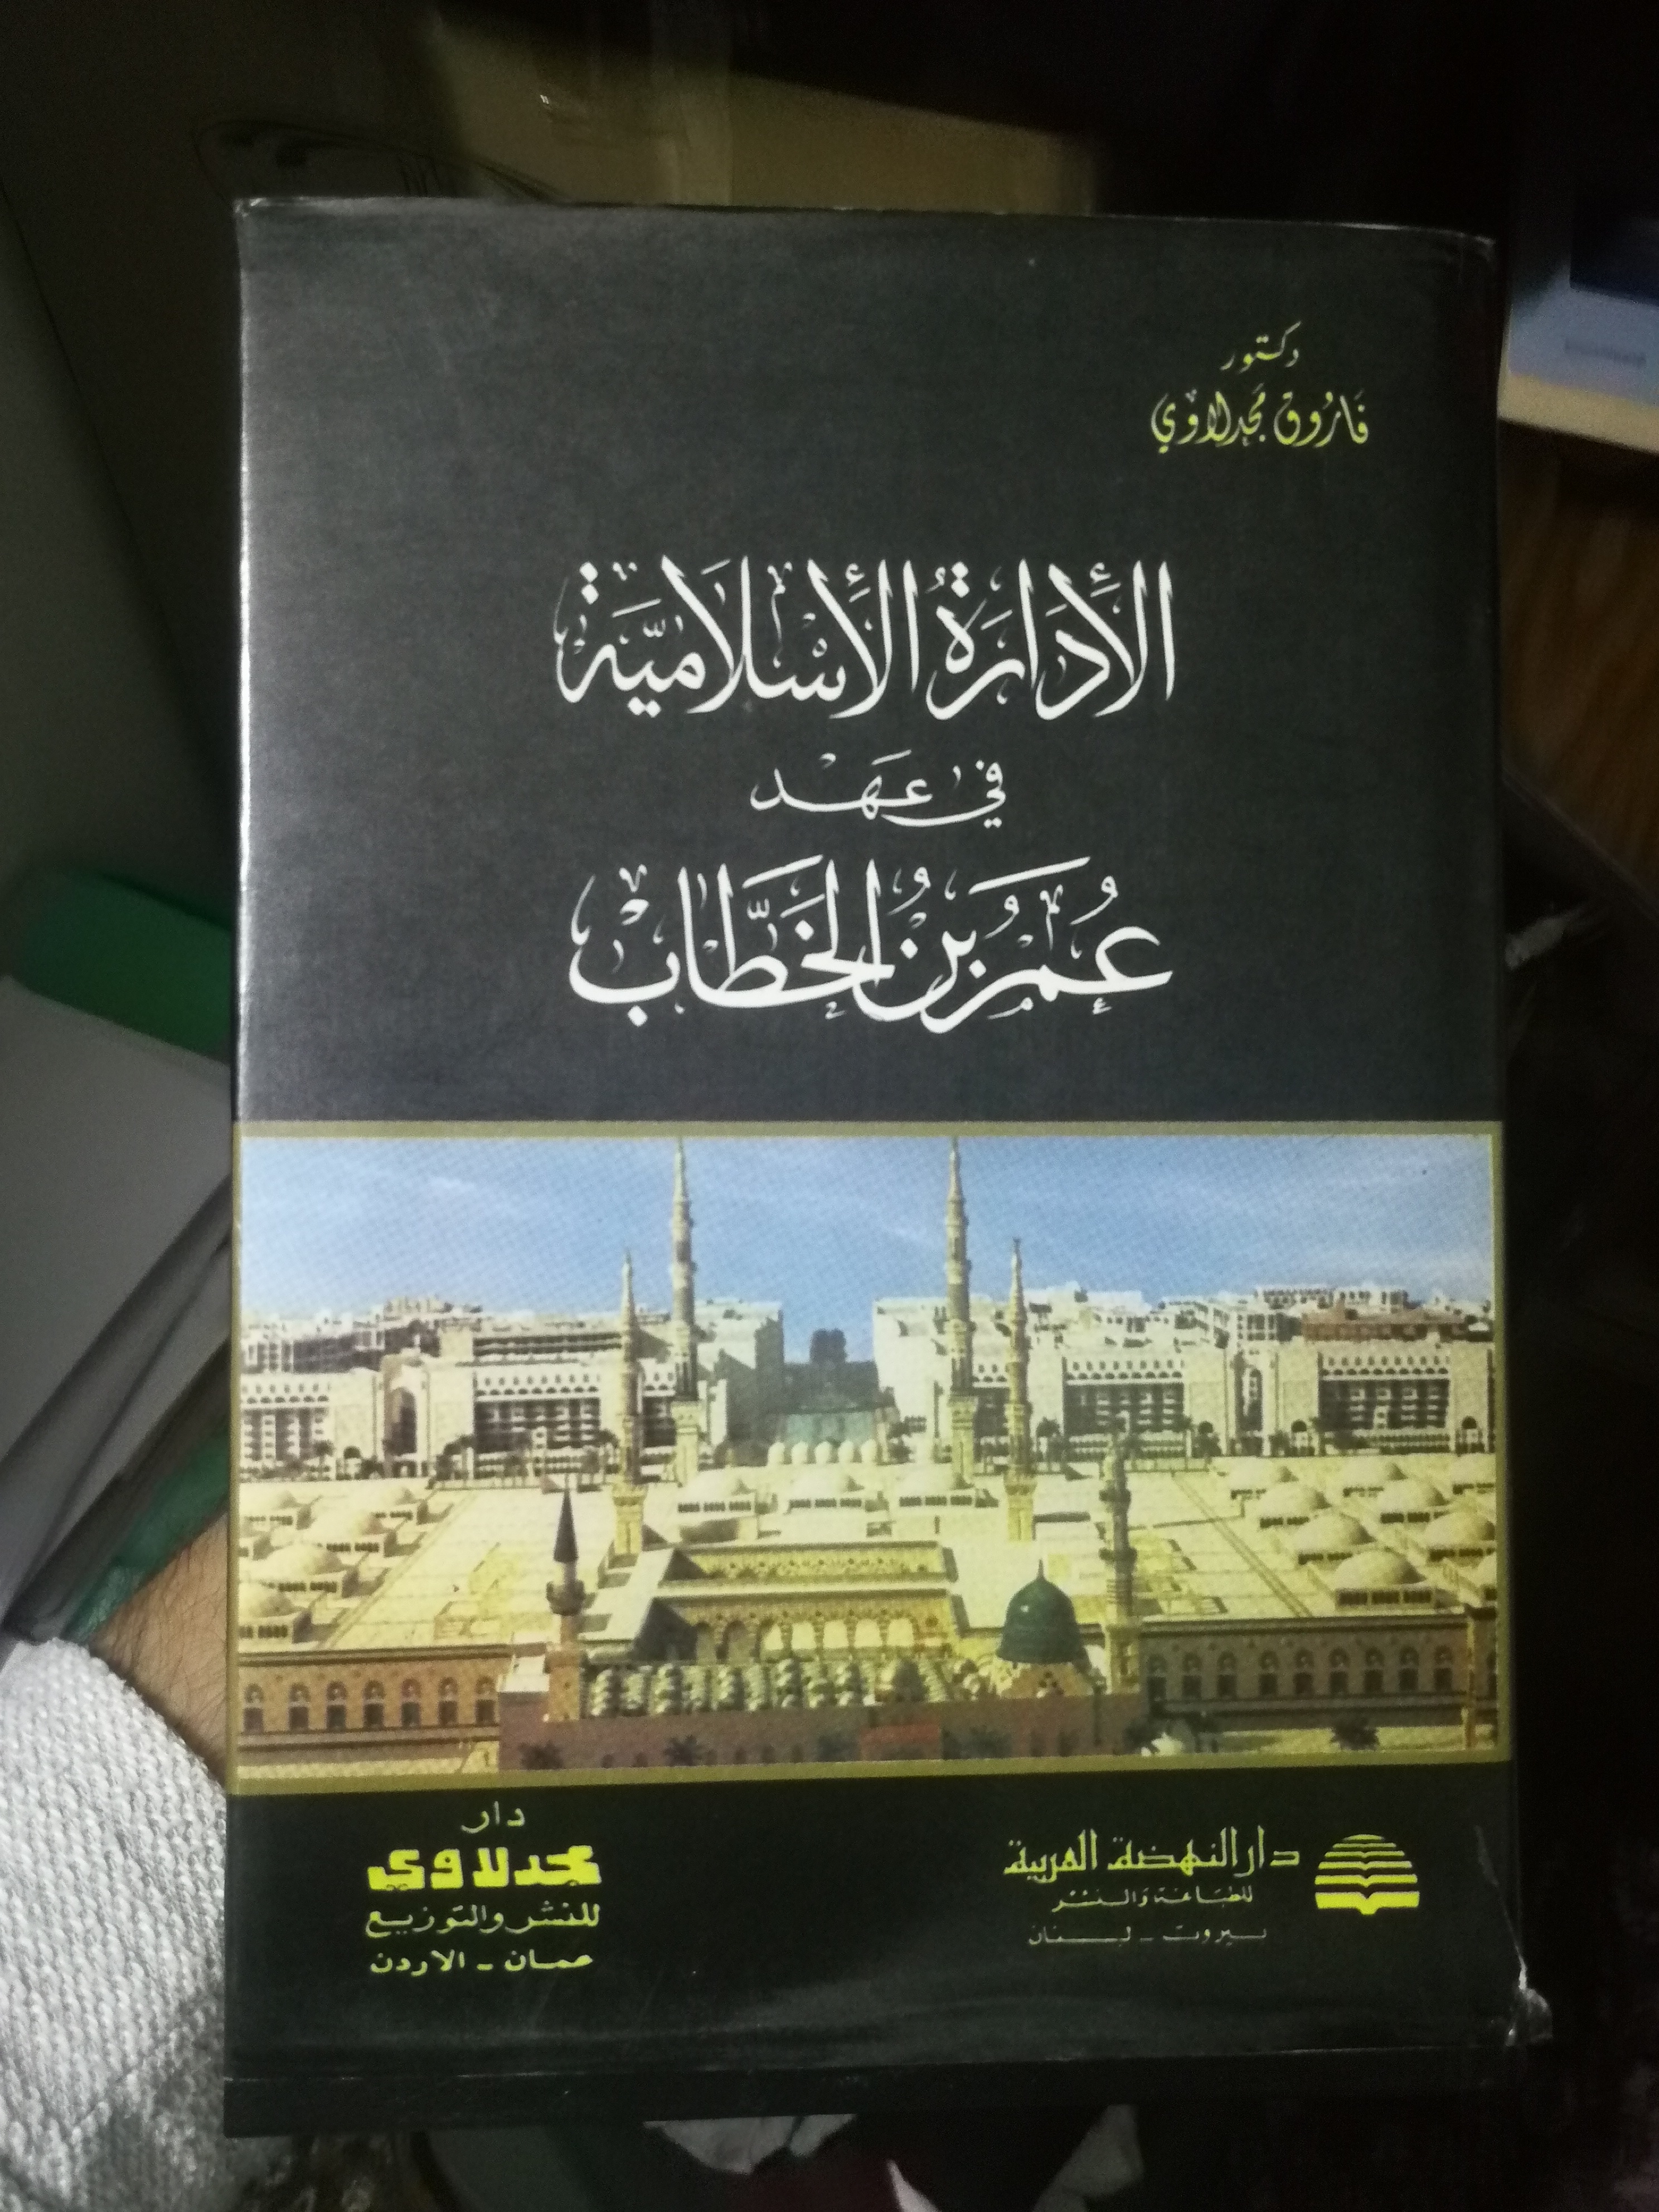 دكتور
فاروق مجدلاوي
الأدارة الأسلامية
في عهد
عمر بن الخطاب
دار النهضة العربية
للطباعة والنشر
بيروت - لبنان
دار
مجدلاوي
للنشر والتوزيع
عمان - الاردن